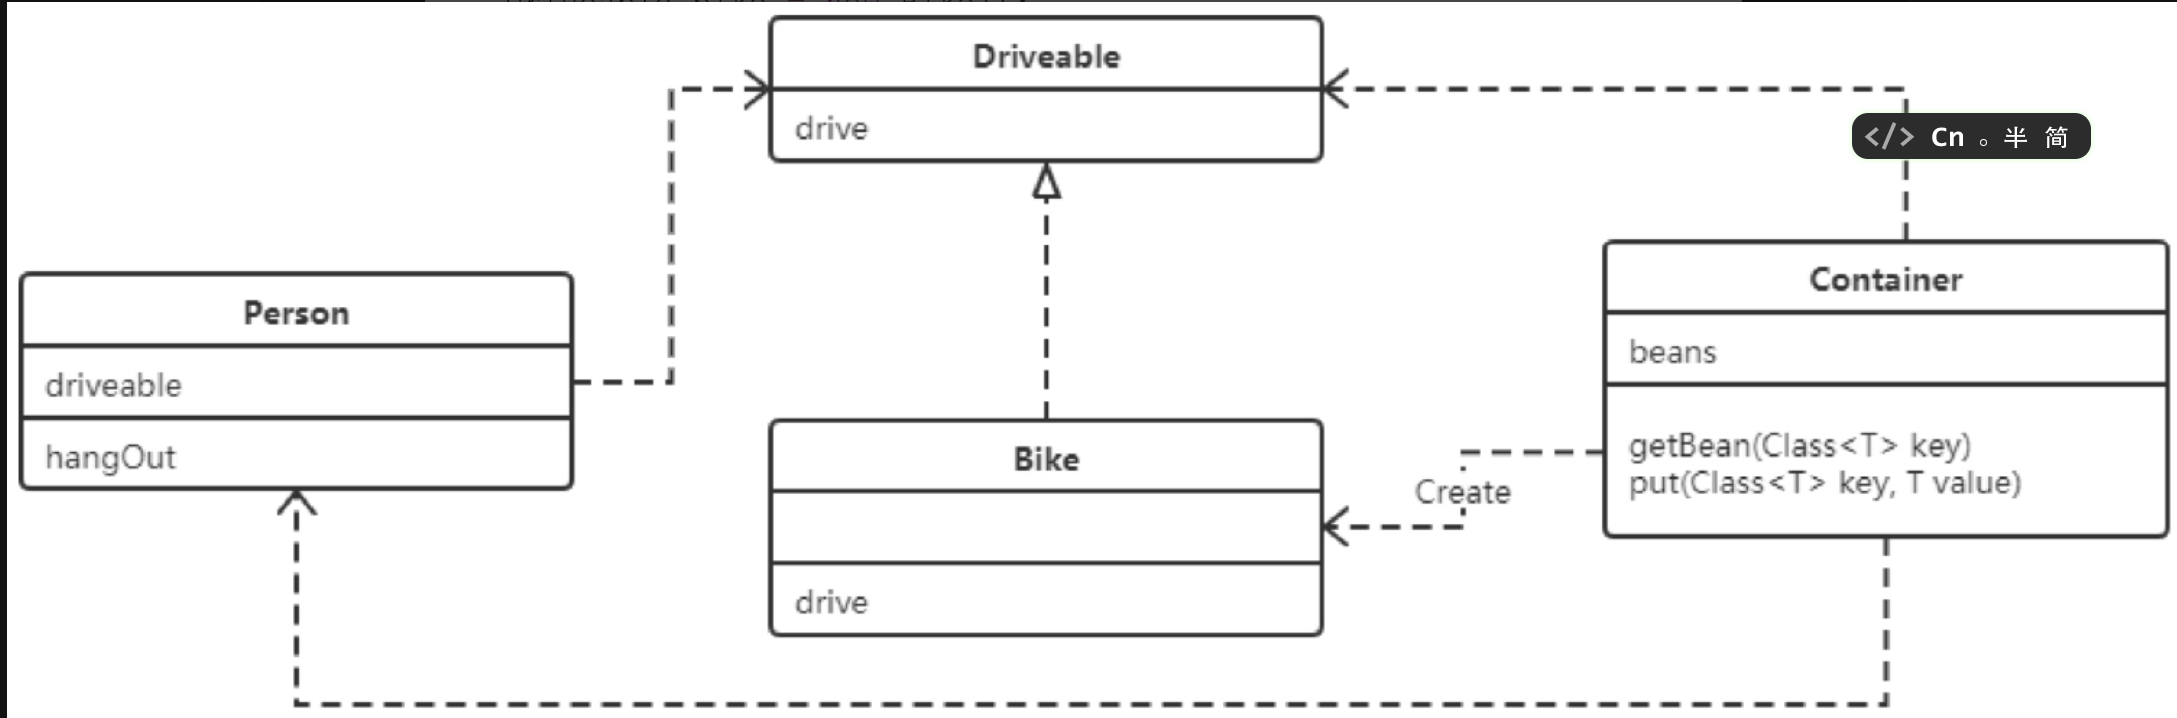 Driveable
drive
</> Cn 。半 简
Person
driveable
hangOut
Container
beans
getBean(Class<T> key)
put(Class<T> key, T value)
Bike
drive
Create